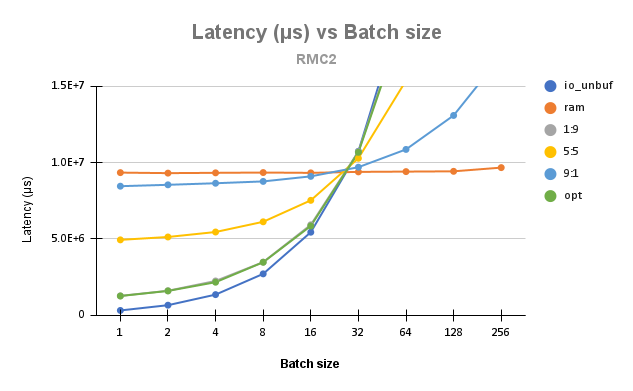 Latency (μs) vs Batch size
RMC2
1.5E+7
1.0E+7
5.0E+6
0
Latency (μs)
1 2 4 8 16 32 64 128 256
Batch size
io_unbuf
ram
1:9
5:5
9:1
opt